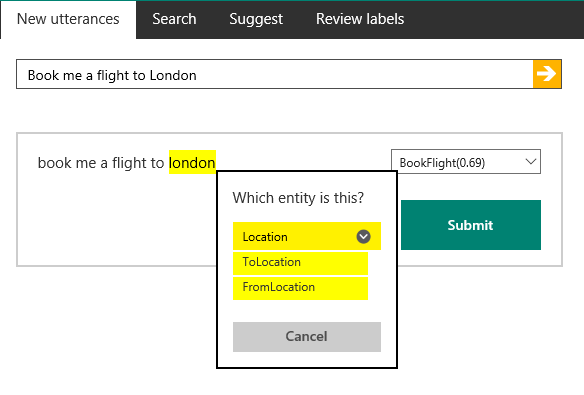 New utterances Search Suggest Review labels
Book me a flight to London
book me a flight to london BookFlight(0.69)
Which entity is this?
Location
Submit
ToLocation
FromLocation
Cancel